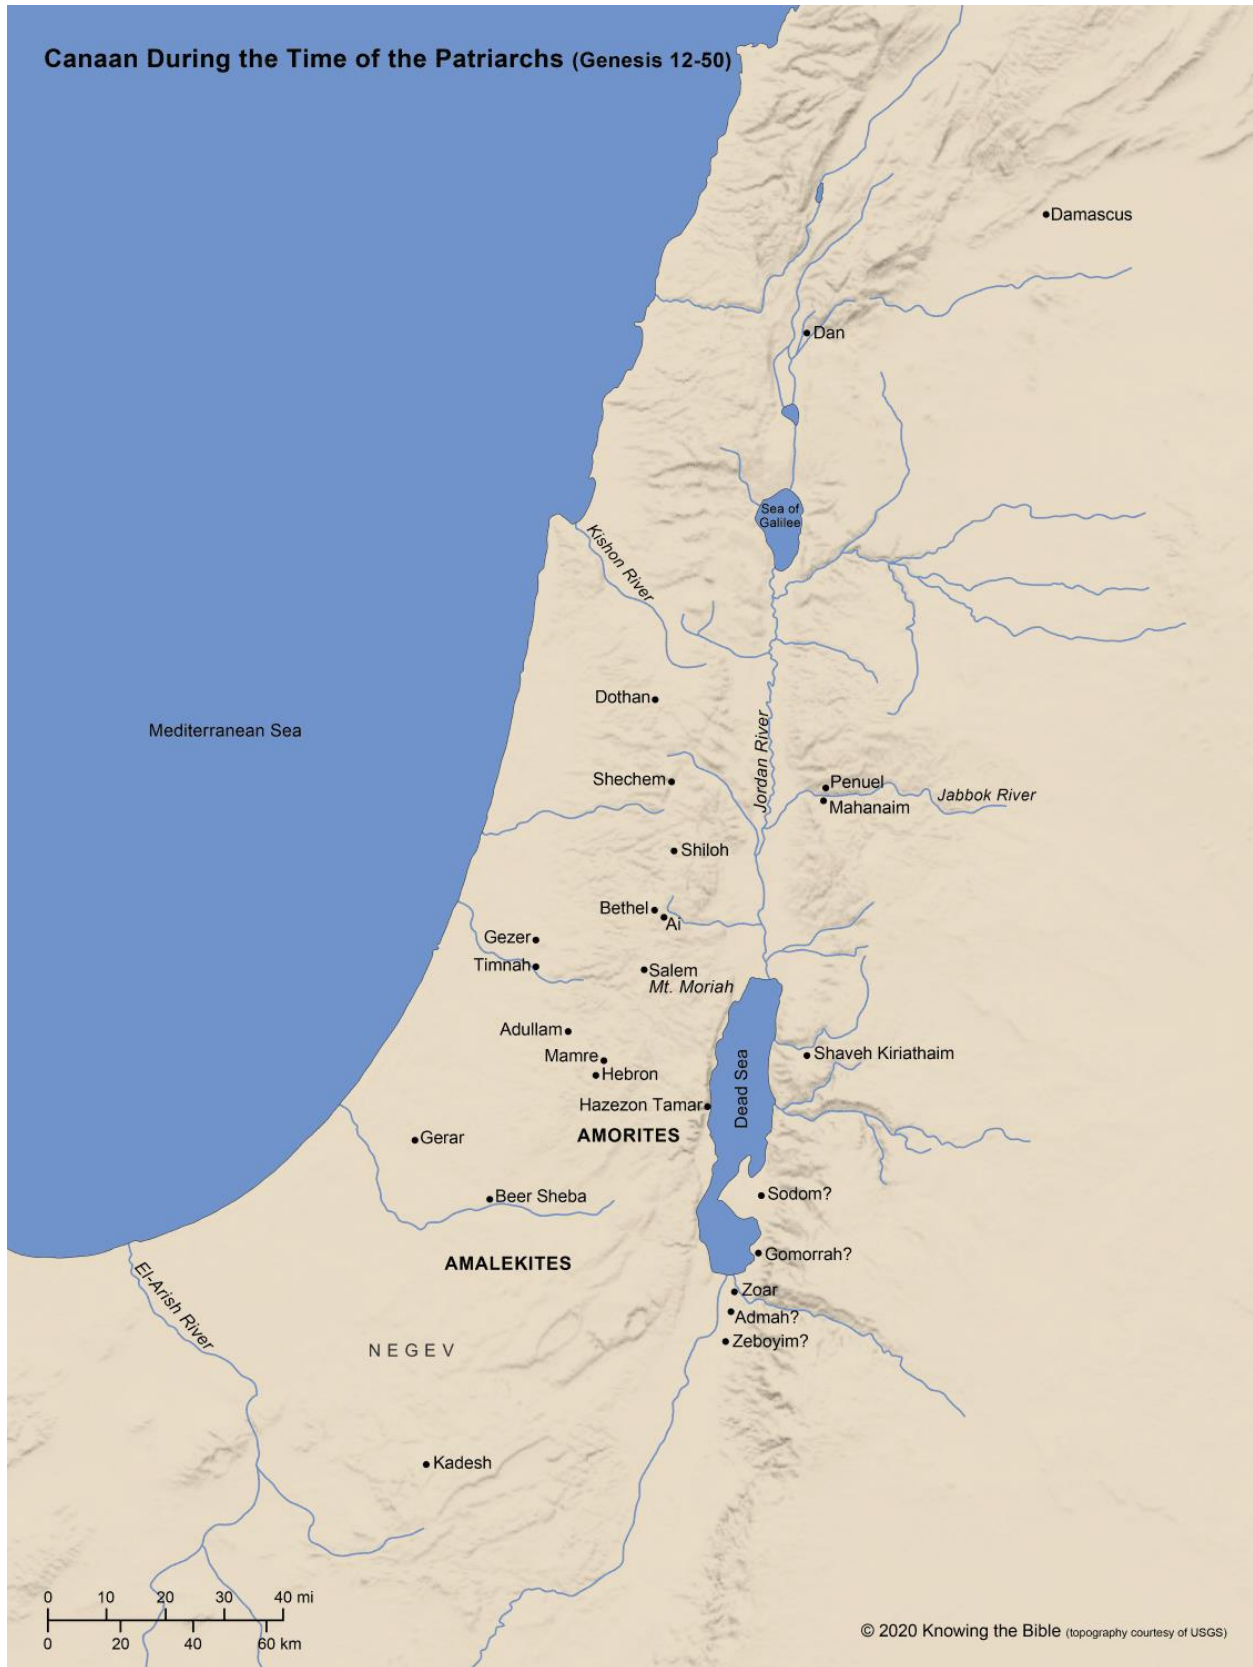 Canaan During the Time of the Patriarchs (Genesis 12-50)
Damascus
Dan
Sea of
Galilee
Kishon River
Dothan
Mediterranean Sea
Jordan River
Shechem
Penuel
Jabbok River
Mahanaim
Shiloh
Bethel
Ai
Gezer
Timnah
Salem
Mt. Moriah
Adullam
Mamre
Shaveh Kiriathaim
Hebron
Dead Sea
Hazezon Tamar
AMORITES
Gerar
Beer Sheba
Sodom?
Gomorrah?
AMALEKITES
El-Arish River
Zoar
Admah?
Zeboyim?
NEGEV
Kadesh
0 10 20 30 40 mi
0 20 40 60 km
© 2020 Knowing the Bible (topography courtesy of USGS)